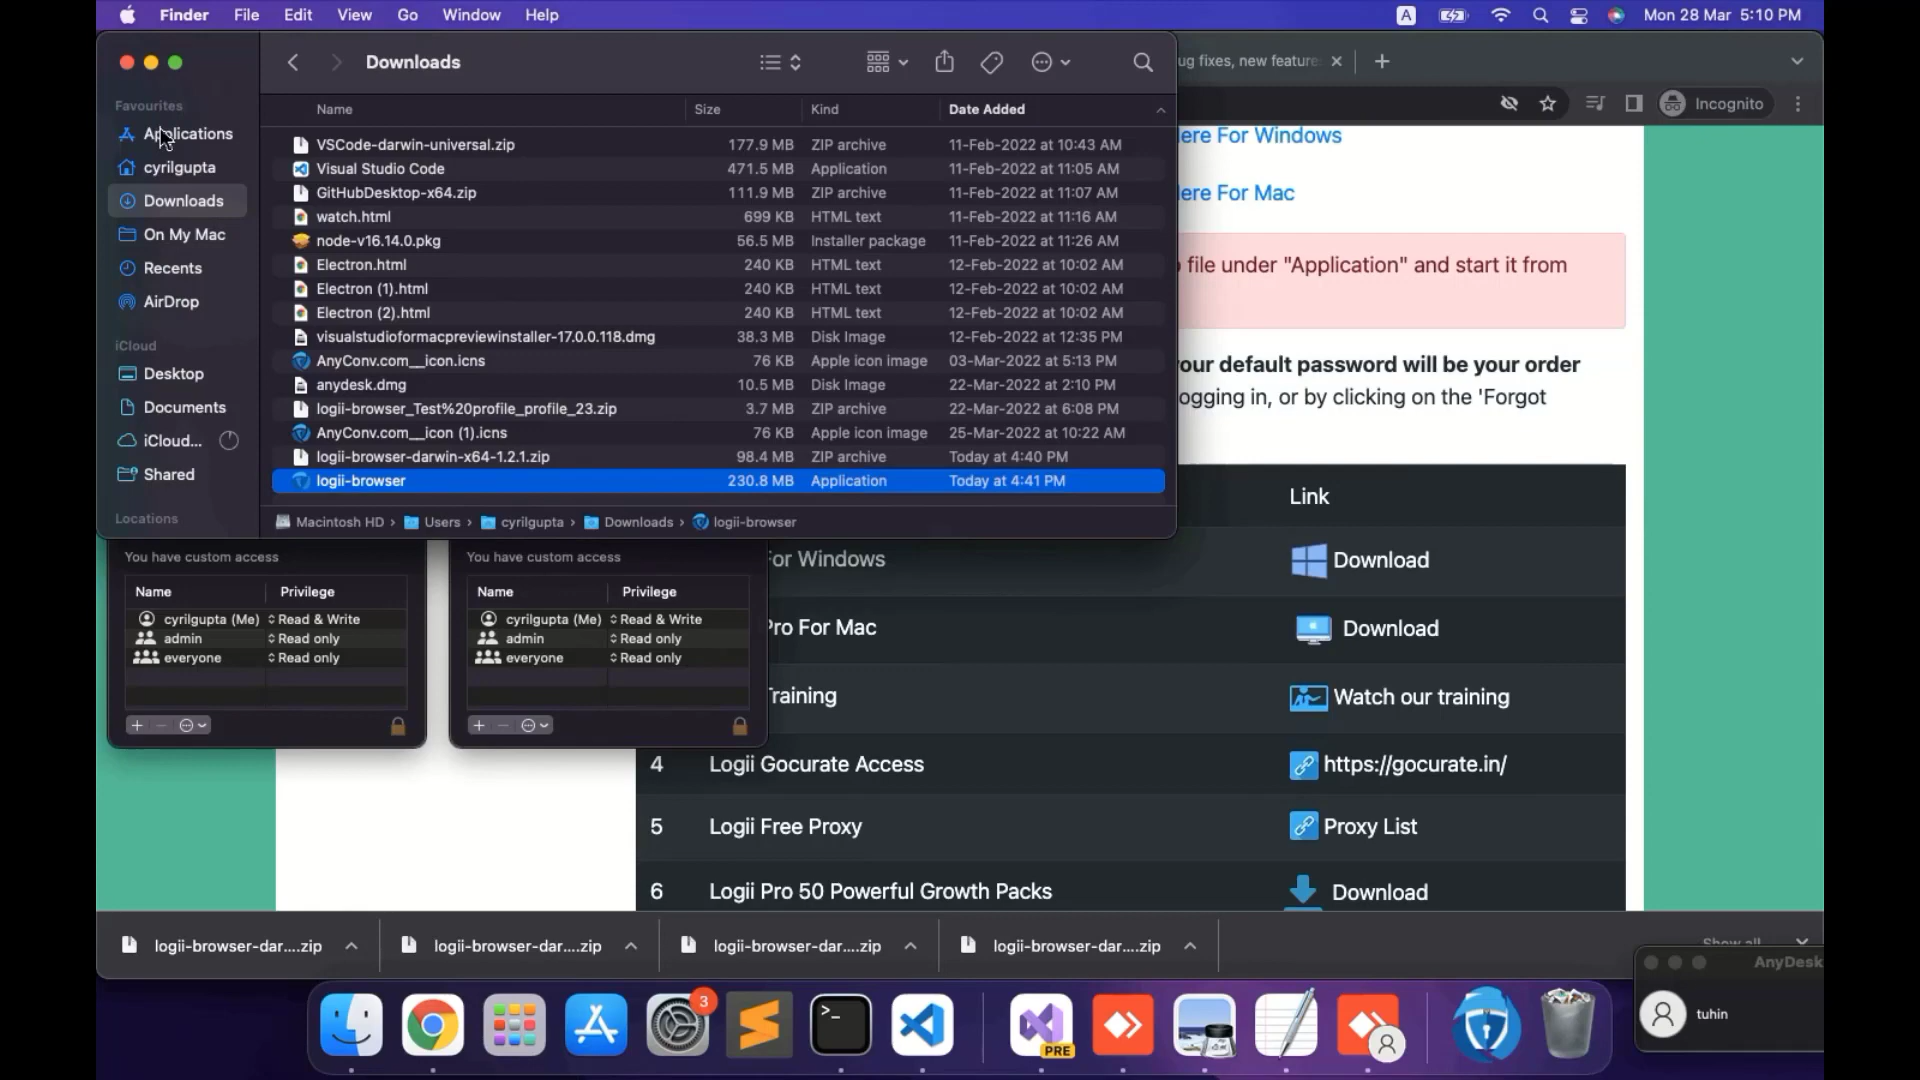 Finder File Edit View Go Window Help A Mon 28 Mar 5:10 PM
Downloads
Favourites
Applications
cyrilgupta
Downloads
On My Mac
Recents
AirDrop
iCloud
Desktop
Documents
iCloud...
Shared
Locations
Name Size Kind Date Added
VSCode-darwin-universal.zip 177.9 MB ZIP archive 11-Feb-2022 at 10:43 AM
Visual Studio Code 471.5 MB Application 11-Feb-2022 at 11:05 AM
GitHubDesktop-x64.zip 111.9 MB ZIP archive 11-Feb-2022 at 11:07 AM
watch.html 699 KB HTML text 11-Feb-2022 at 11:16 AM
node-v16.14.0.pkg 56.5 MB Installer package 11-Feb-2022 at 11:26 AM
Electron.html 240 KB HTML text 12-Feb-2022 at 10:02 AM
Electron (1).html 240 KB HTML text 12-Feb-2022 at 10:02 AM
Electron (2).html 240 KB HTML text 12-Feb-2022 at 10:02 AM
visualstudioformacpreviewinstaller-17.0.0.118.dmg 38.3 MB Disk Image 12-Feb-2022 at 12:35 PM
AnyConv.com__icon.icns 76 KB Apple icon image 03-Mar-2022 at 5:13 PM
anydesk.dmg 10.5 MB Disk Image 22-Mar-2022 at 2:10 PM
logii-browser_Test%20profile_profile_23.zip 3.7 MB ZIP archive 22-Mar-2022 at 6:08 PM
AnyConv.com__icon (1).icns 76 KB Apple icon image 25-Mar-2022 at 10:22 AM
logii-browser-darwin-x64-1.2.1.zip 98.4 MB ZIP archive Today at 4:40 PM
logii-browser 230.8 MB Application Today at 4:41 PM
Macintosh HD › Users › cyrilgupta › Downloads › logii-browser
ug fixes, new feature
Incognito
ere For Windows
ere For Mac
file under "Application" and start it from
our default password will be your order
ogging in, or by clicking on the 'Forgot
Link
or Windows Download
Pro For Mac Download
Training Watch our training
4 Logii Gocurate Access https://gocurate.in/
5 Logii Free Proxy Proxy List
6 Logii Pro 50 Powerful Growth Packs Download
You have custom access
Name Privilege
cyrilgupta (Me) Read & Write
admin Read only
everyone Read only
You have custom access
Name Privilege
cyrilgupta (Me) Read & Write
admin Read only
everyone Read only
logii-browser-dar....zip logii-browser-dar....zip logii-browser-dar....zip logii-browser-dar....zip Show all
AnyDesk
tuhin
3
PRE